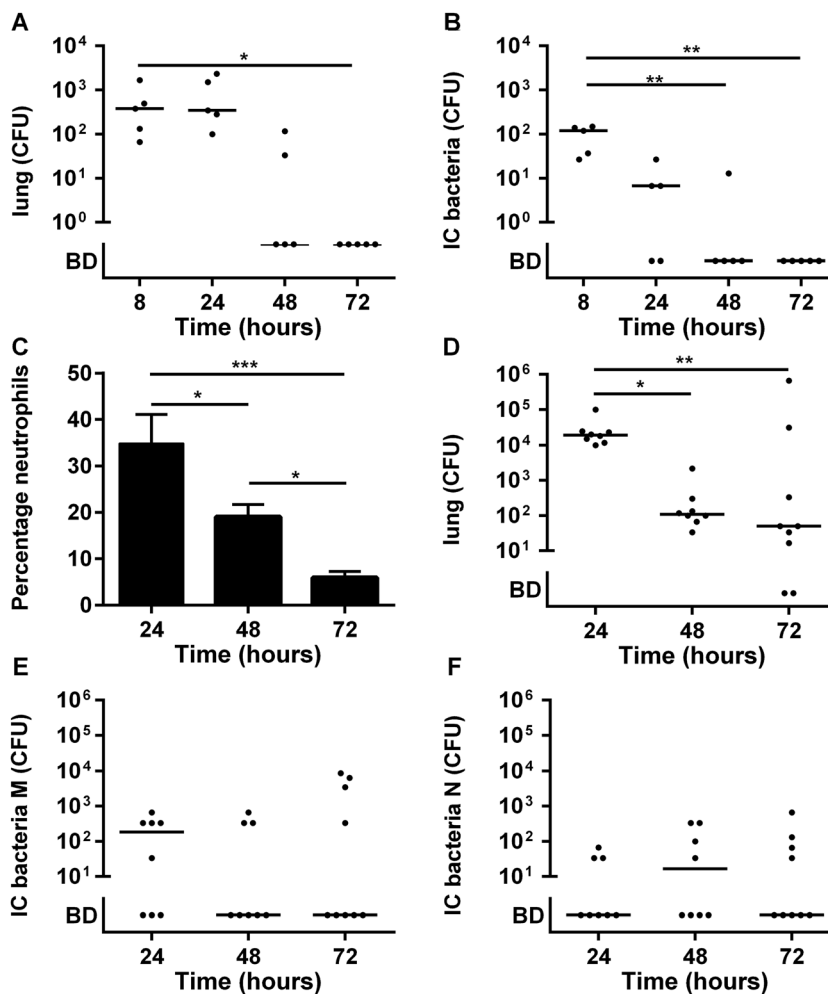 A
lung (CFU)
10⁴
10³
10²
10¹
10⁰
BD
*
8 24 48 72
Time (hours)
B
IC bacteria (CFU)
10⁴
10³
10²
10¹
10⁰
BD
**
**
8 24 48 72
Time (hours)
C
Percentage neutrophils
50
40
30
20
10
0
***
*
*
24 48 72
Time (hours)
D
lung (CFU)
10⁶
10⁵
10⁴
10³
10²
10¹
BD
**
*
24 48 72
Time (hours)
E
IC bacteria M (CFU)
10⁶
10⁵
10⁴
10³
10²
10¹
BD
24 48 72
Time (hours)
F
IC bacteria N (CFU)
10⁶
10⁵
10⁴
10³
10²
10¹
BD
24 48 72
Time (hours)